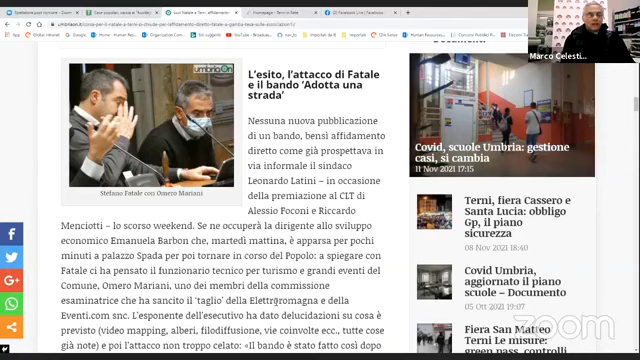 umbriaon.it/corsa-per-il-natale-a-terni-si-chiude-per-laffidamento-diretto-fatale-a-gamba-tesa-sulle-associazioni/
Marco Celesti...
umbriaON
Stefano Fatale con Omero Mariani
L'esito, l'attacco di Fatale
e il bando 'Adotta una
strada'
Nessuna nuova pubblicazione
di un bando, bensì affidamento
diretto come già prospettava in
via informale il sindaco
Leonardo Latini – in occasione
della premiazione al CLT di
Alessio Foconi e Riccardo
Menciotti – lo scorso weekend. Se ne occuperà la dirigente allo sviluppo
economico Emanuela Barbon che, martedì mattina, è apparsa per pochi
minuti a palazzo Spada per poi tornare in corso del Popolo: a spiegare con
Fatale ci ha pensato il funzionario tecnico per turismo e grandi eventi del
Comune, Omero Mariani, uno dei membri della commissione
esaminatrice che ha sancito il 'taglio' della Elettroromagna e della
Eventi.com snc. L'esponente dell'esecutivo ha dato delucidazioni su cosa è
previsto (video mapping, alberi, filodiffusione, vie coinvolte ecc., tutte cose
già note) e poi l'attacco non troppo celato: «Il bando è stato fatto così dopo
Covid, scuole Umbria: gestione
casi, si cambia
11 Nov 2021 17:15
Terni, fiera Cassero e
Santa Lucia: obbligo
Gp, il piano
sicurezza
08 Nov 2021 18:40
Covid Umbria,
aggiornato il piano
scuole – Documento
05 Ott 2021 19:07
Fiera San Matteo
Terni Le misure:
green pass, controlli
zoom